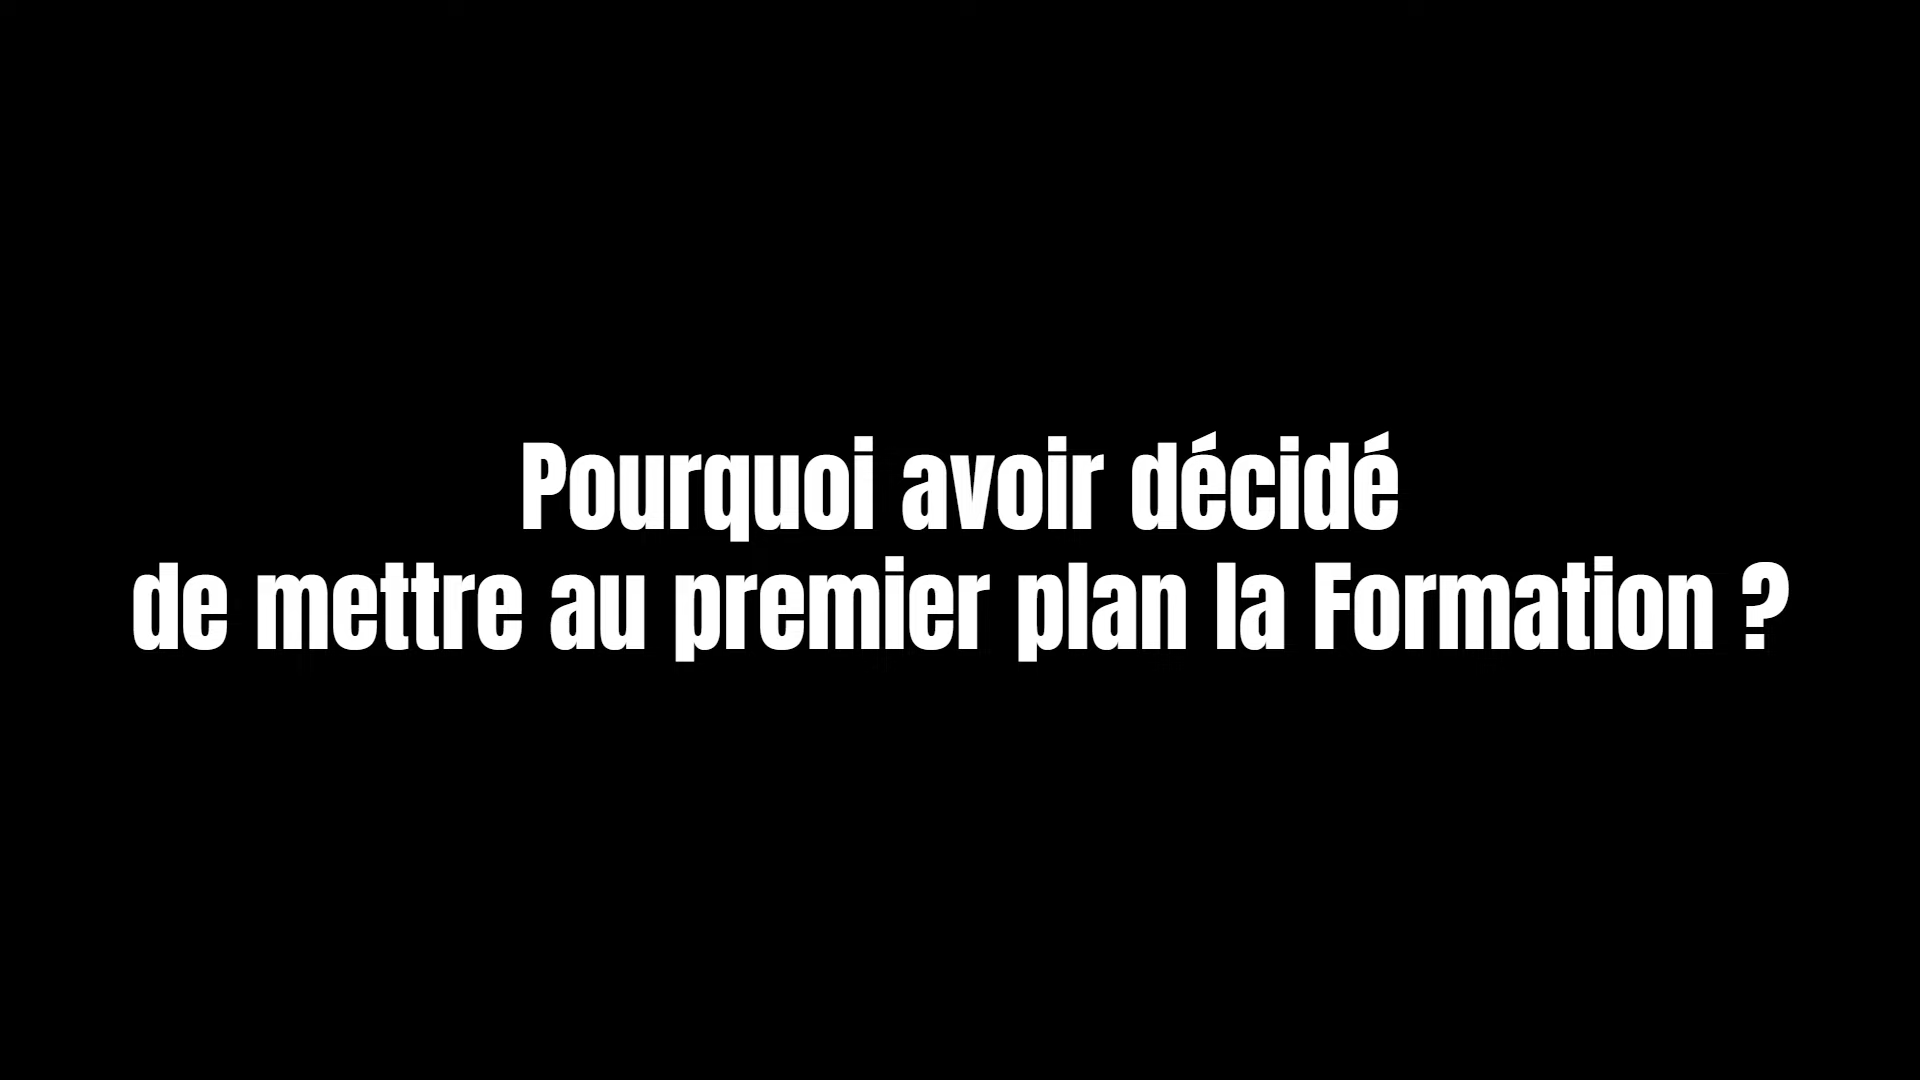 Pourquoi avoir décidé
de mettre au premier plan la Formation ?